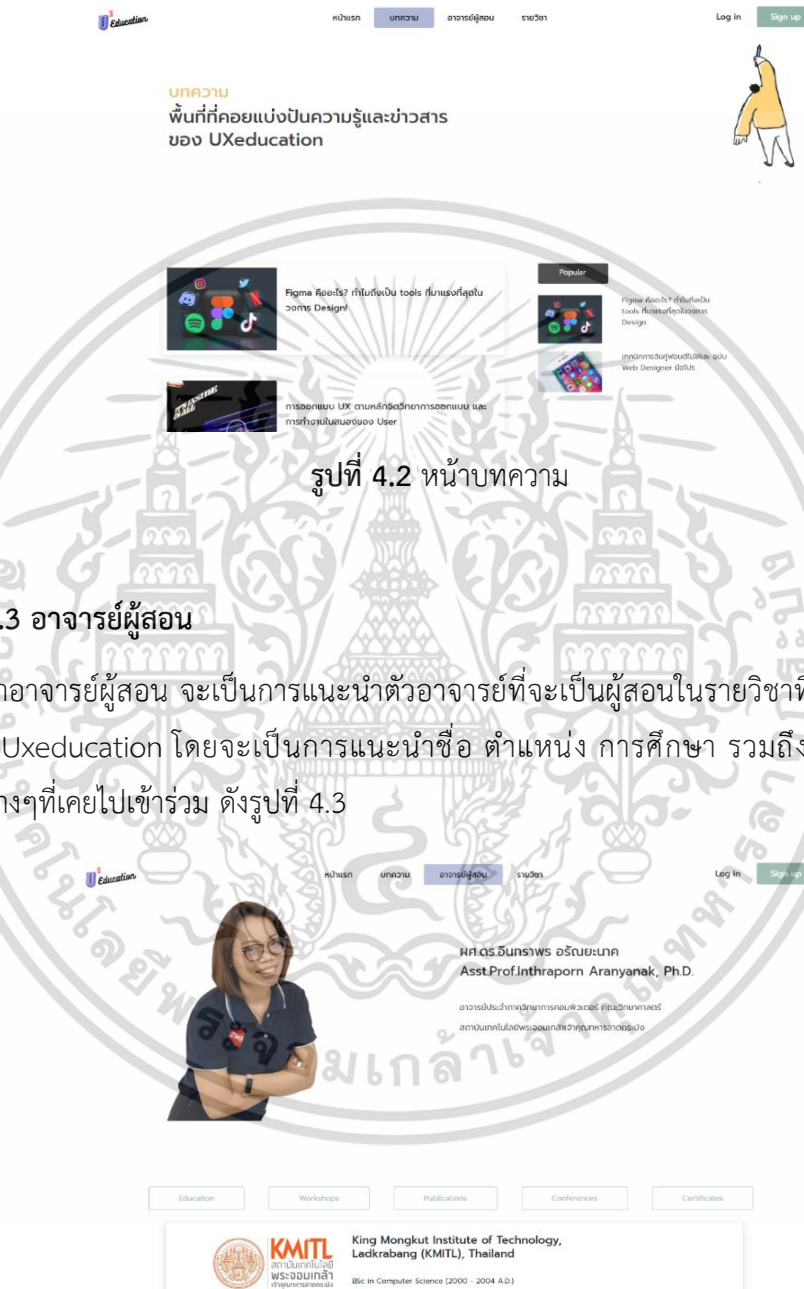 UX Education
หน้าแรก บทความ อาจารย์ผู้สอน รายวิชา Log in Sign up
บทความ
พื้นที่ที่คอยแบ่งปันความรู้และข่าวสาร
ของ UXeducation
Figma คืออะไร? ทำไมถึงเป็น tools ที่มาแรงที่สุดใน
วงการ Design!
Popular
Figma คืออะไร? ทำไมถึงเป็น
tools ที่มาแรงที่สุดในวงการ
Design
เทคนิคการจับคู่ฟอนต์ไปใช้และ ฉบับ
Web Designer มือโปร
การออกแบบ UX ตามหลักจิตวิทยาการออกแบบ และ
การทำงานในสมองของ User
รูปที่ 4.2 หน้าบทความ
.3 อาจารย์ผู้สอน
าอาจารย์ผู้สอน จะเป็นการแนะนำตัวอาจารย์ที่จะเป็นผู้สอนในรายวิชาที
Uxeducation โดยจะเป็นการแนะนำชื่อ ตำแหน่ง การศึกษา รวมถึง
างๆที่เคยไปเข้าร่วม ดังรูปที่ 4.3
UX Education
หน้าแรก บทความ อาจารย์ผู้สอน รายวิชา Log in Sign up
ผศ.ดร.อินทราพร อรัณยะนาค
Asst.Prof.Inthraporn Aranyanak, Ph.D.
อาจารย์ประจำภาควิทยาการคอมพิวเตอร์ คณะวิทยาศาสตร์
สถาบันเทคโนโลยีพระจอมเกล้าเจ้าคุณทหารลาดกระบัง
Education Workshops Publications Conferences Certificates
KMITL
สถาบันเทคโนโลยี
พระจอมเกล้า
เจ้าคุณทหารลาดกระบัง
King Mongkut Institute of Technology,
Ladkrabang (KMITL), Thailand
BSc in Computer Science (2000 - 2004 A.D.)